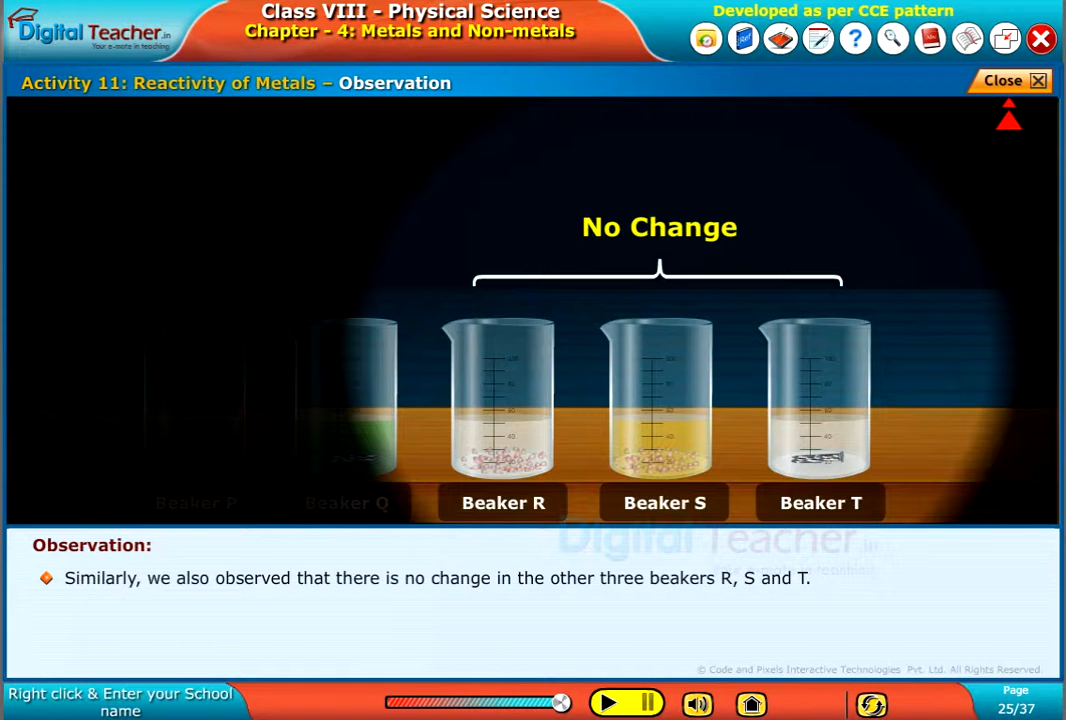 Digital Teacher.in
Your e-mate in teaching
Class VIII - Physical Science
Chapter - 4: Metals and Non-metals
Developed as per CCE pattern
Activity 11: Reactivity of Metals – Observation
Close
No Change
Beaker P
Beaker Q
Beaker R
Beaker S
Beaker T
Digital Teacher.in
Observation:
Similarly, we also observed that there is no change in the other three beakers R, S and T.
© Code and Pixels Interactive Technologies Pvt. Ltd. All Rights Reserved.
Right click & Enter your School
name
Page
25/37